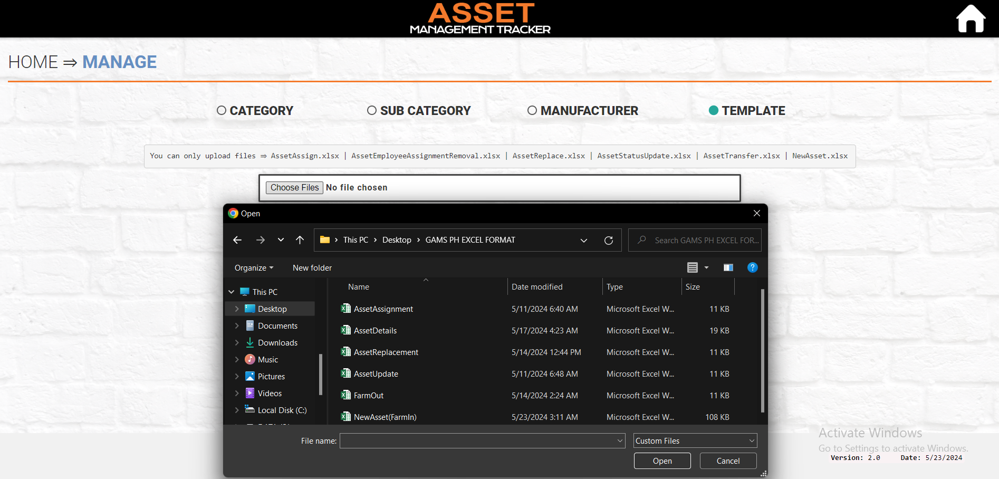 ASSET
MANAGEMENT TRACKER
HOME ⇒ MANAGE
CATEGORY
SUB CATEGORY
MANUFACTURER
TEMPLATE
You can only upload files ⇒ AssetAssign.xlsx | AssetEmployeeAssignmentRemoval.xlsx | AssetReplace.xlsx | AssetStatusUpdate.xlsx | AssetTransfer.xlsx | NewAsset.xlsx
Choose Files No file chosen
Open
This PC › Desktop › GAMS PH EXCEL FORMAT
Search GAMS PH EXCEL FOR...
Organize
New folder
This PC
Desktop
Documents
Downloads
Music
Pictures
Videos
Local Disk (C:)
Name Date modified Type Size
AssetAssignment 5/11/2024 6:40 AM Microsoft Excel W... 11 KB
AssetDetails 5/17/2024 4:23 AM Microsoft Excel W... 19 KB
AssetReplacement 5/14/2024 12:44 PM Microsoft Excel W... 11 KB
AssetUpdate 5/11/2024 6:48 AM Microsoft Excel W... 11 KB
FarmOut 5/14/2024 2:24 AM Microsoft Excel W... 11 KB
NewAsset(FarmIn) 5/23/2024 3:11 AM Microsoft Excel W... 108 KB
File name:
Custom Files
Open
Cancel
Activate Windows
Go to Settings to activate Windows.
Version: 2.0 Date: 5/23/2024